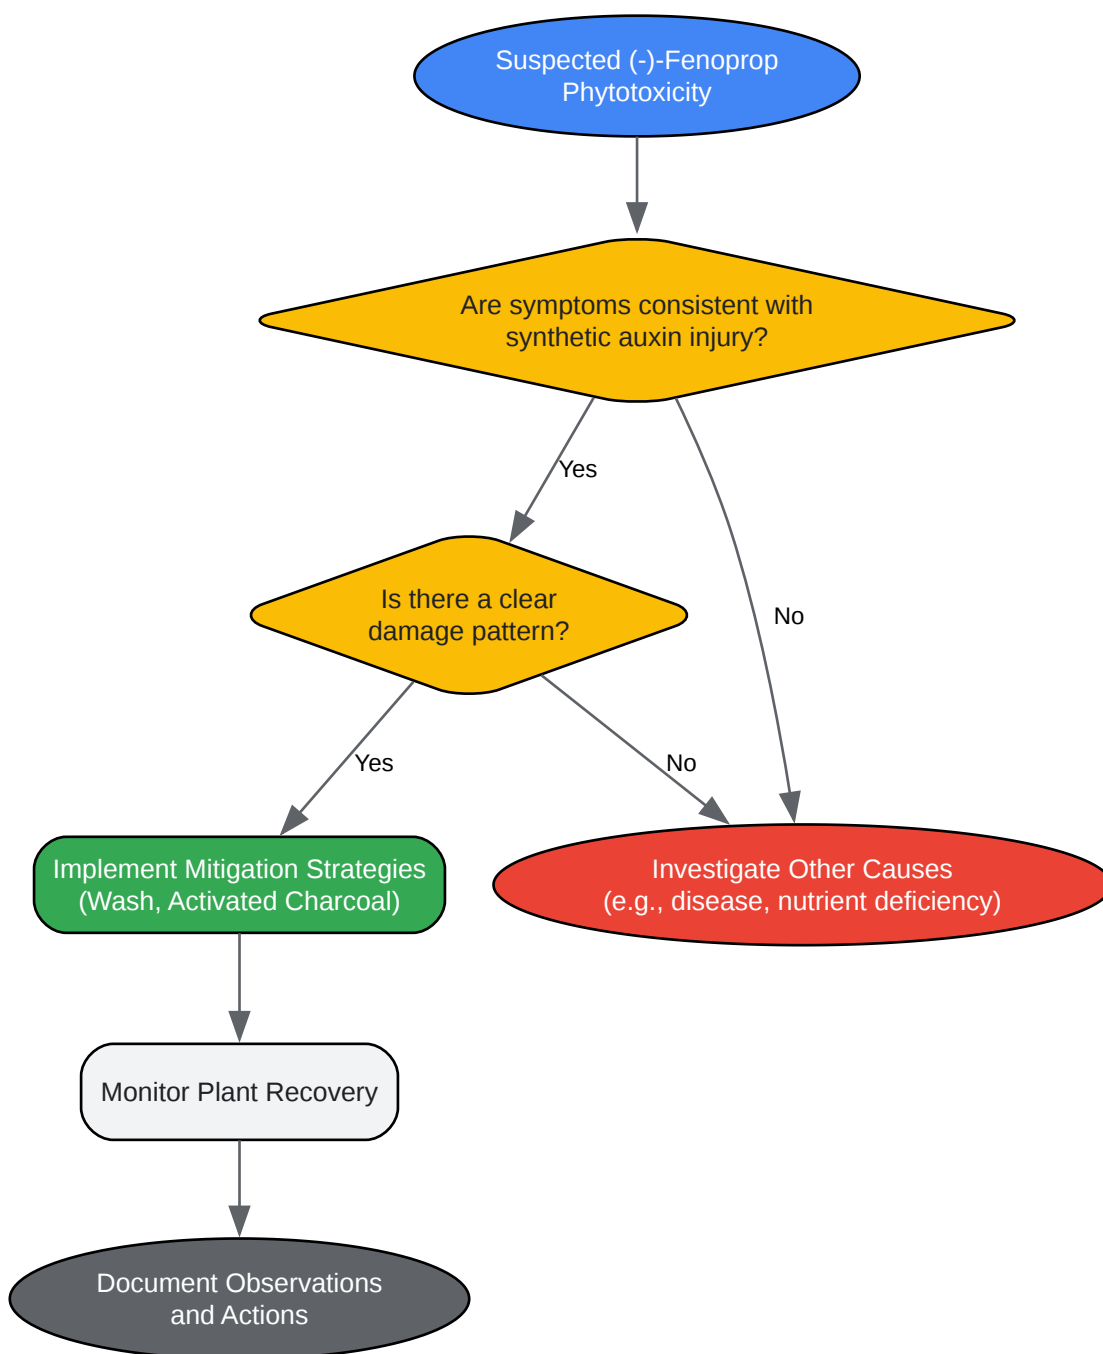 Suspected (-)-Fenoprop
Phytotoxicity
Are symptoms consistent with
synthetic auxin injury?
Yes
No
Is there a clear
damage pattern?
Yes
No
Implement Mitigation Strategies
(Wash, Activated Charcoal)
Investigate Other Causes
(e.g., disease, nutrient deficiency)
Monitor Plant Recovery
Document Observations
and Actions